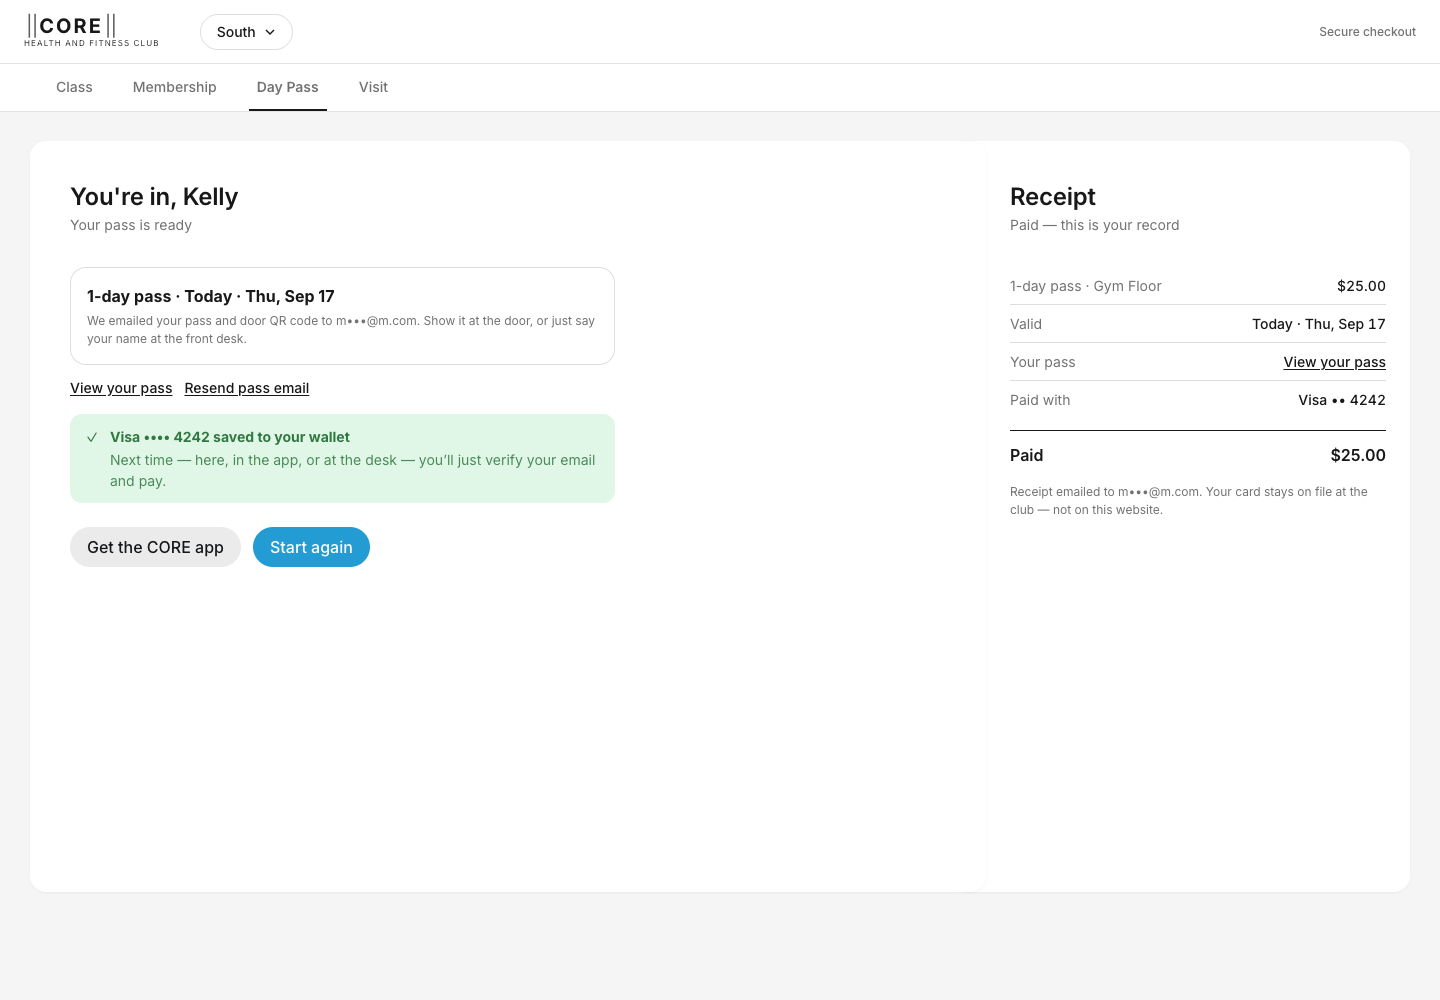 CORE
HEALTH AND FITNESS CLUB
South
Secure checkout
Class
Membership
Day Pass
Visit
You're in, Kelly
Your pass is ready
1-day pass · Today · Thu, Sep 17
We emailed your pass and door QR code to m•••@m.com. Show it at the door, or just say
your name at the front desk.
View your pass
Resend pass email
✓ Visa •••• 4242 saved to your wallet
Next time — here, in the app, or at the desk — you’ll just verify your email
and pay.
Get the CORE app
Start again
Receipt
Paid — this is your record
1-day pass · Gym Floor $25.00
Valid Today · Thu, Sep 17
Your pass View your pass
Paid with Visa •• 4242
Paid $25.00
Receipt emailed to m•••@m.com. Your card stays on file at the
club — not on this website.